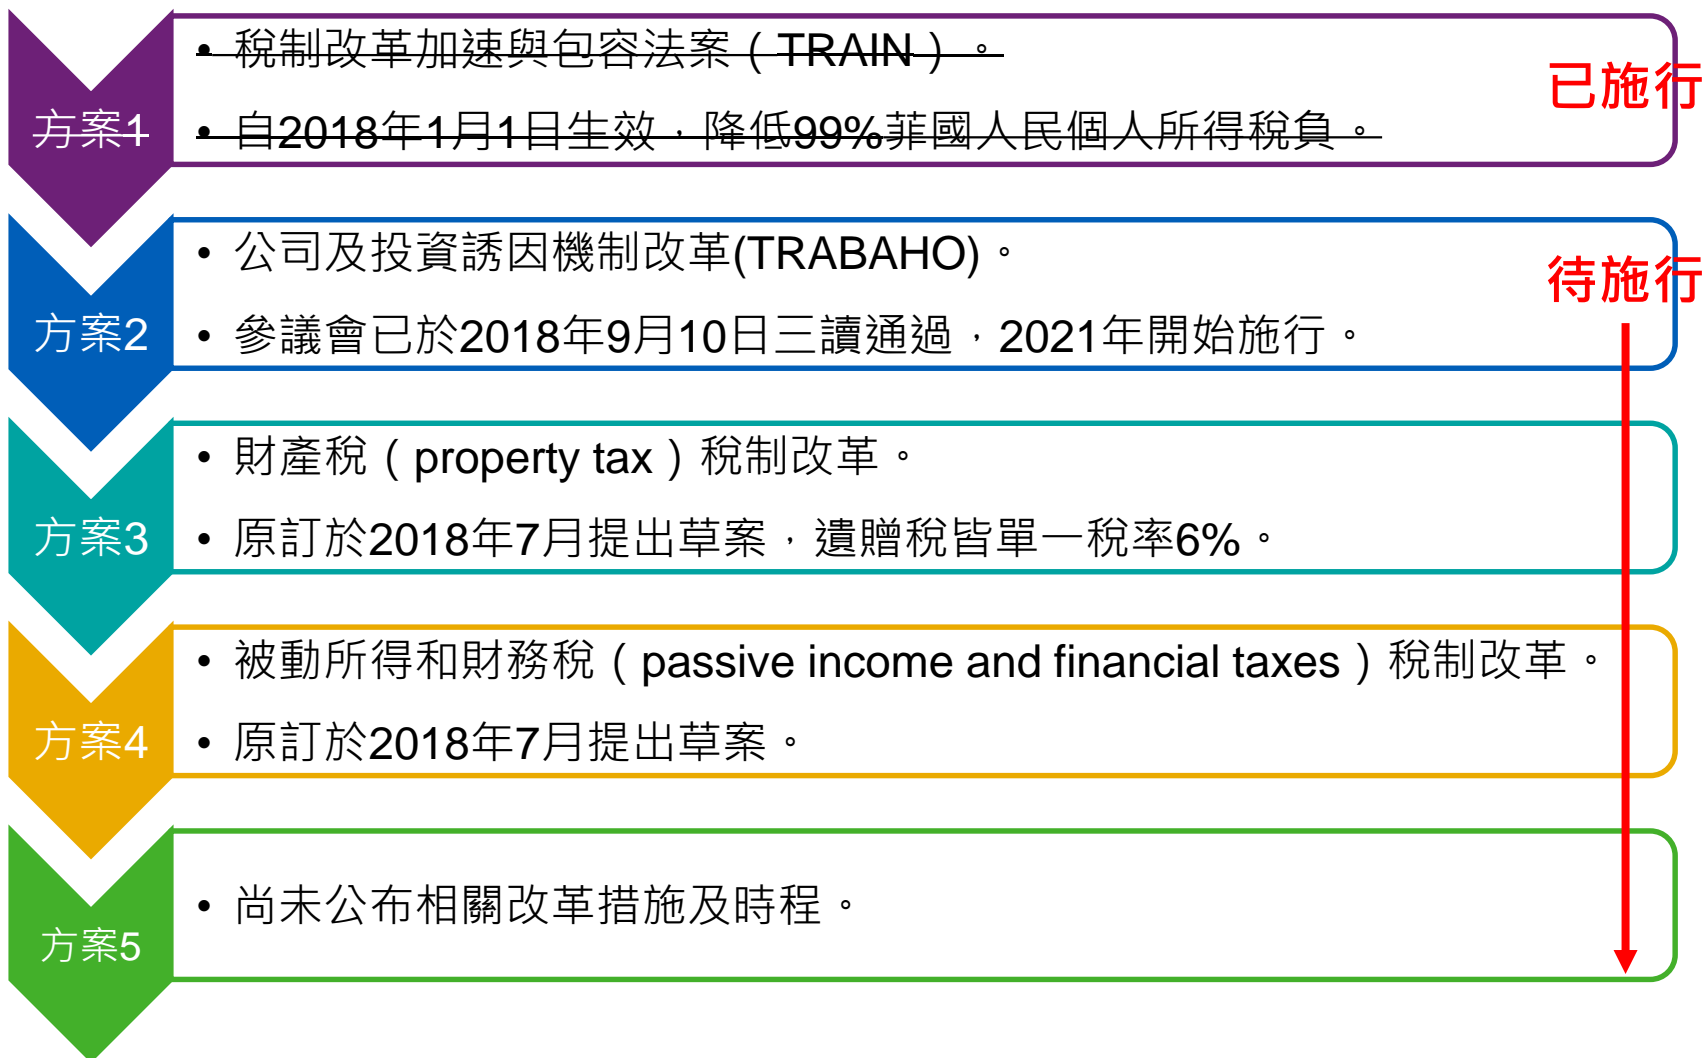 • 稅制改革加速與包容法案（TRAIN）。
已施行
方案1
• 自2018年1月1日生效，降低99%菲國人民個人所得稅負。
• 公司及投資誘因機制改革(TRABAHO)。
待施行
方案2
• 參議會已於2018年9月10日三讀通過，2021年開始施行。
• 財產稅（property tax）稅制改革。
方案3
• 原訂於2018年7月提出草案，遺贈稅皆單一稅率6%。
• 被動所得和財務稅（passive income and financial taxes）稅制改革。
方案4
• 原訂於2018年7月提出草案。
• 尚未公布相關改革措施及時程。
方案5